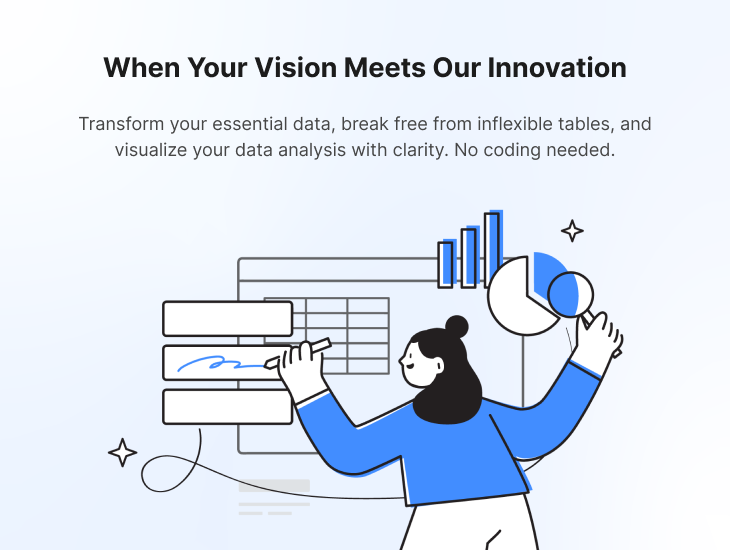 When Your Vision Meets Our Innovation
Transform your essential data, break free from inflexible tables, and
visualize your data analysis with clarity. No coding needed.